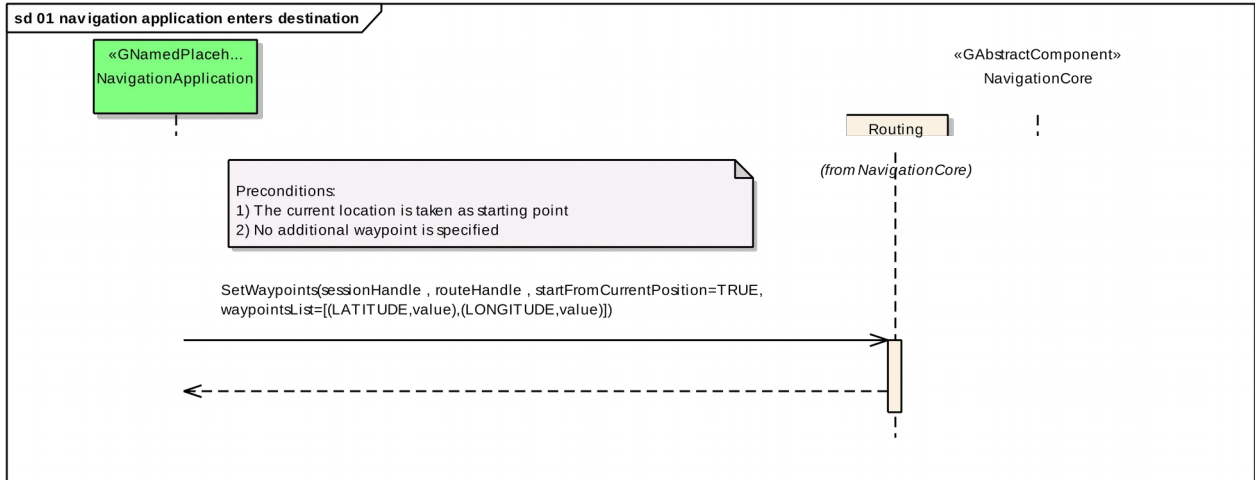 sd 01 navigation application enters destination
«GNamedPlaceh...
NavigationApplication
«GAbstractComponent»
NavigationCore
Routing
(from NavigationCore)
Preconditions:
1) The current location is taken as starting point
2) No additional waypoint is specified
SetWaypoints(sessionHandle , routeHandle , startFromCurrentPosition=TRUE,
waypointsList=[(LATITUDE,value),(LONGITUDE,value)])